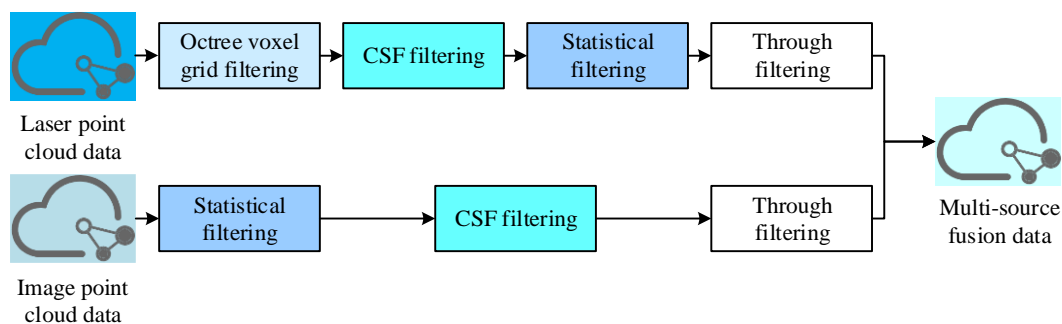 Octree voxel
grid filtering
CSF filtering
Statistical
filtering
Through
filtering
Laser point
cloud data
Statistical
filtering
CSF filtering
Through
filtering
Multi-source
fusion data
Image point
cloud data